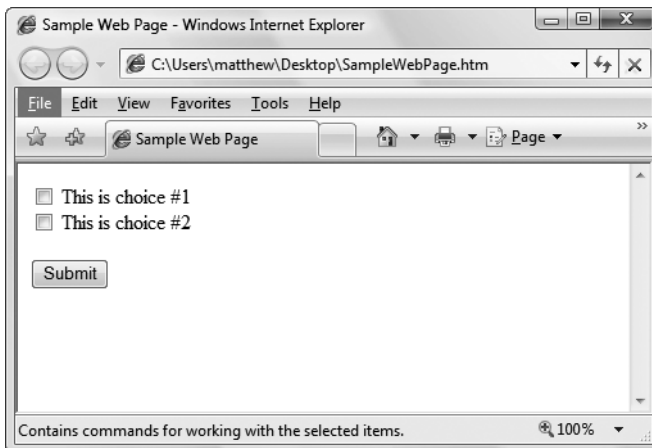 Sample Web Page - Windows Internet Explorer
C:\Users\matthew\Desktop\SampleWebPage.htm
File Edit View Favorites Tools Help
Sample Web Page Page
This is choice #1
This is choice #2
Submit
Contains commands for working with the selected items. 100%